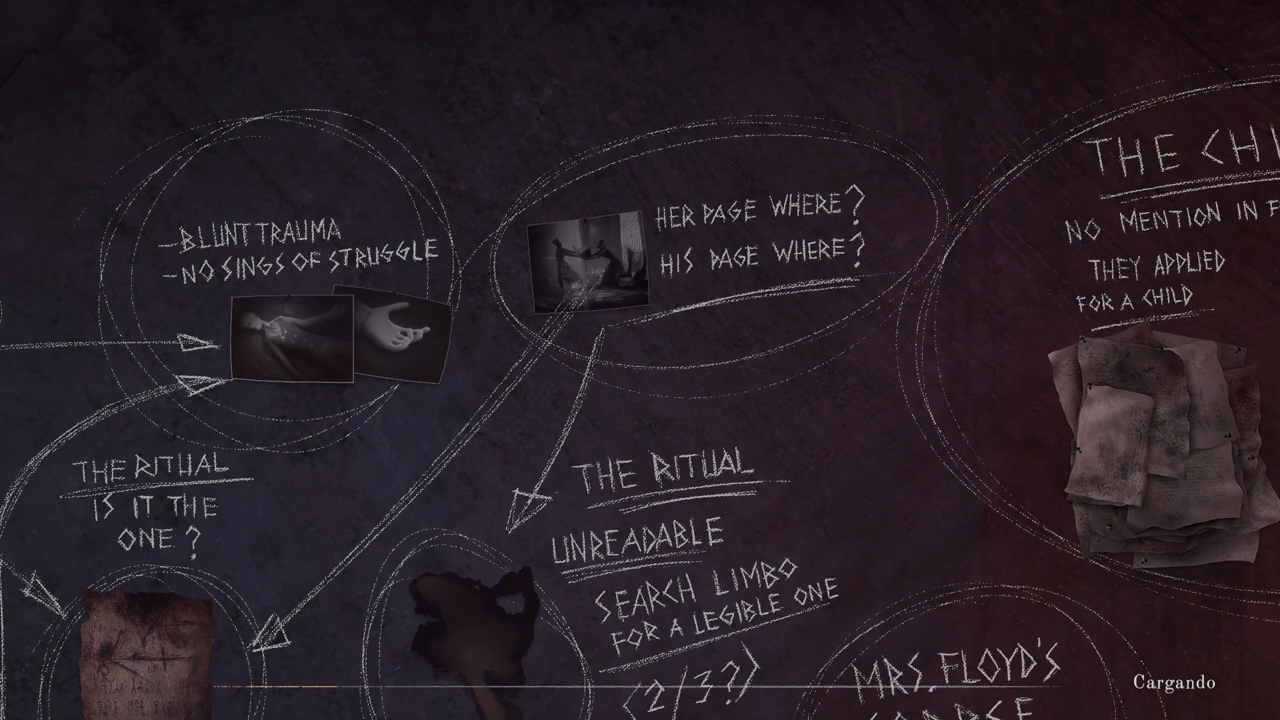 -BLUNT TRAUMA
-NO SINGS OF STRUGGLE
HER PAGE WHERE?
HIS PAGE WHERE?
THE CHI
NO MENTION IN
THEY APPLIED
FOR A CHILD
THE RITUAL
IS IT THE
ONE?
THE RITUAL
UNREADABLE
SEARCH LIMBO
FOR A LEGIBLE ONE
(2/3?)
MRS. FLOYD'S
CORPSE
Cargando